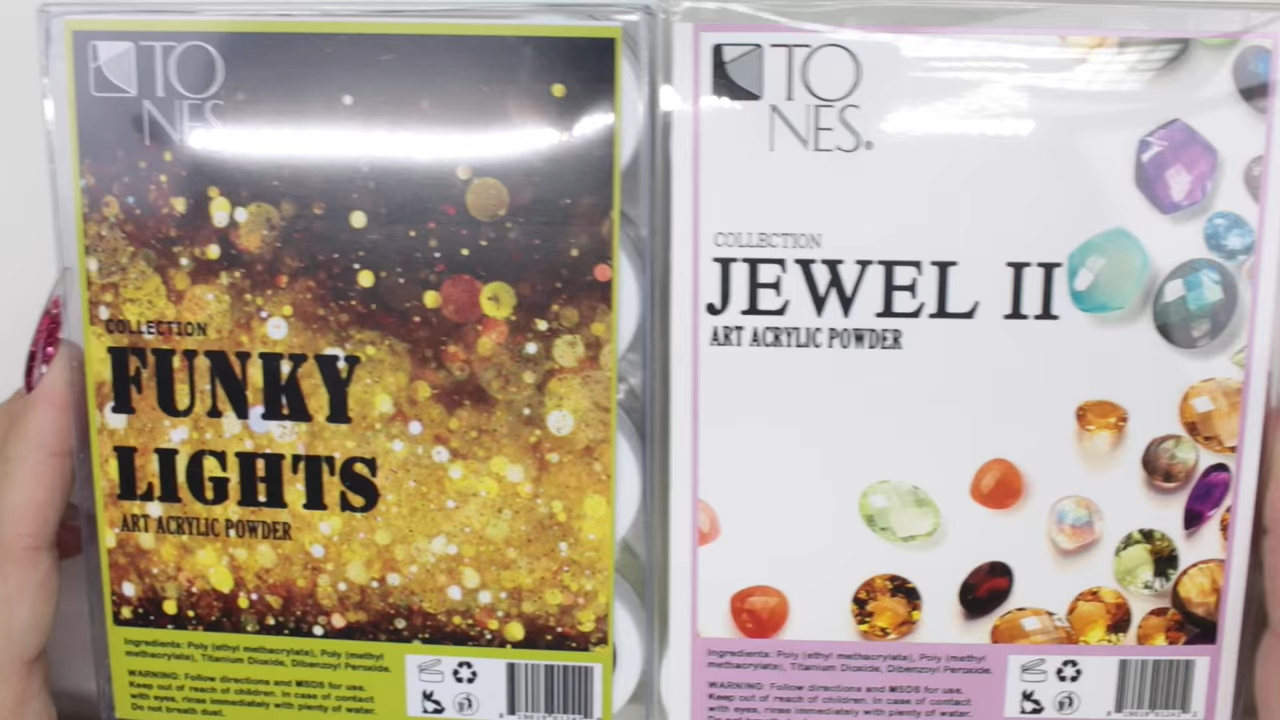 TO
NES
COLLECTION
FUNKY
LIGHTS
ART ACRYLIC POWDER
Ingredients: Poly (ethyl methacrylate), Poly (methyl
methacrylate), Titanium Dioxide, Dibenzoyl Peroxide.
WARNING: Follow directions and MSDS for use.
Keep out of reach of children. In case of contact
with eyes, rinse immediately with plenty of water.
Do not breath dust.
TO
NES.
COLLECTION
JEWEL II
ART ACRYLIC POWDER
Ingredients: Poly (ethyl methacrylate), Poly (methyl
methacrylate), Titanium Dioxide, Dibenzoyl Peroxide.
WARNING: Follow directions and MSDS for use.
Keep out of reach of children. In case of contact
with eyes, rinse immediately with plenty of water.
Do not breath dust.